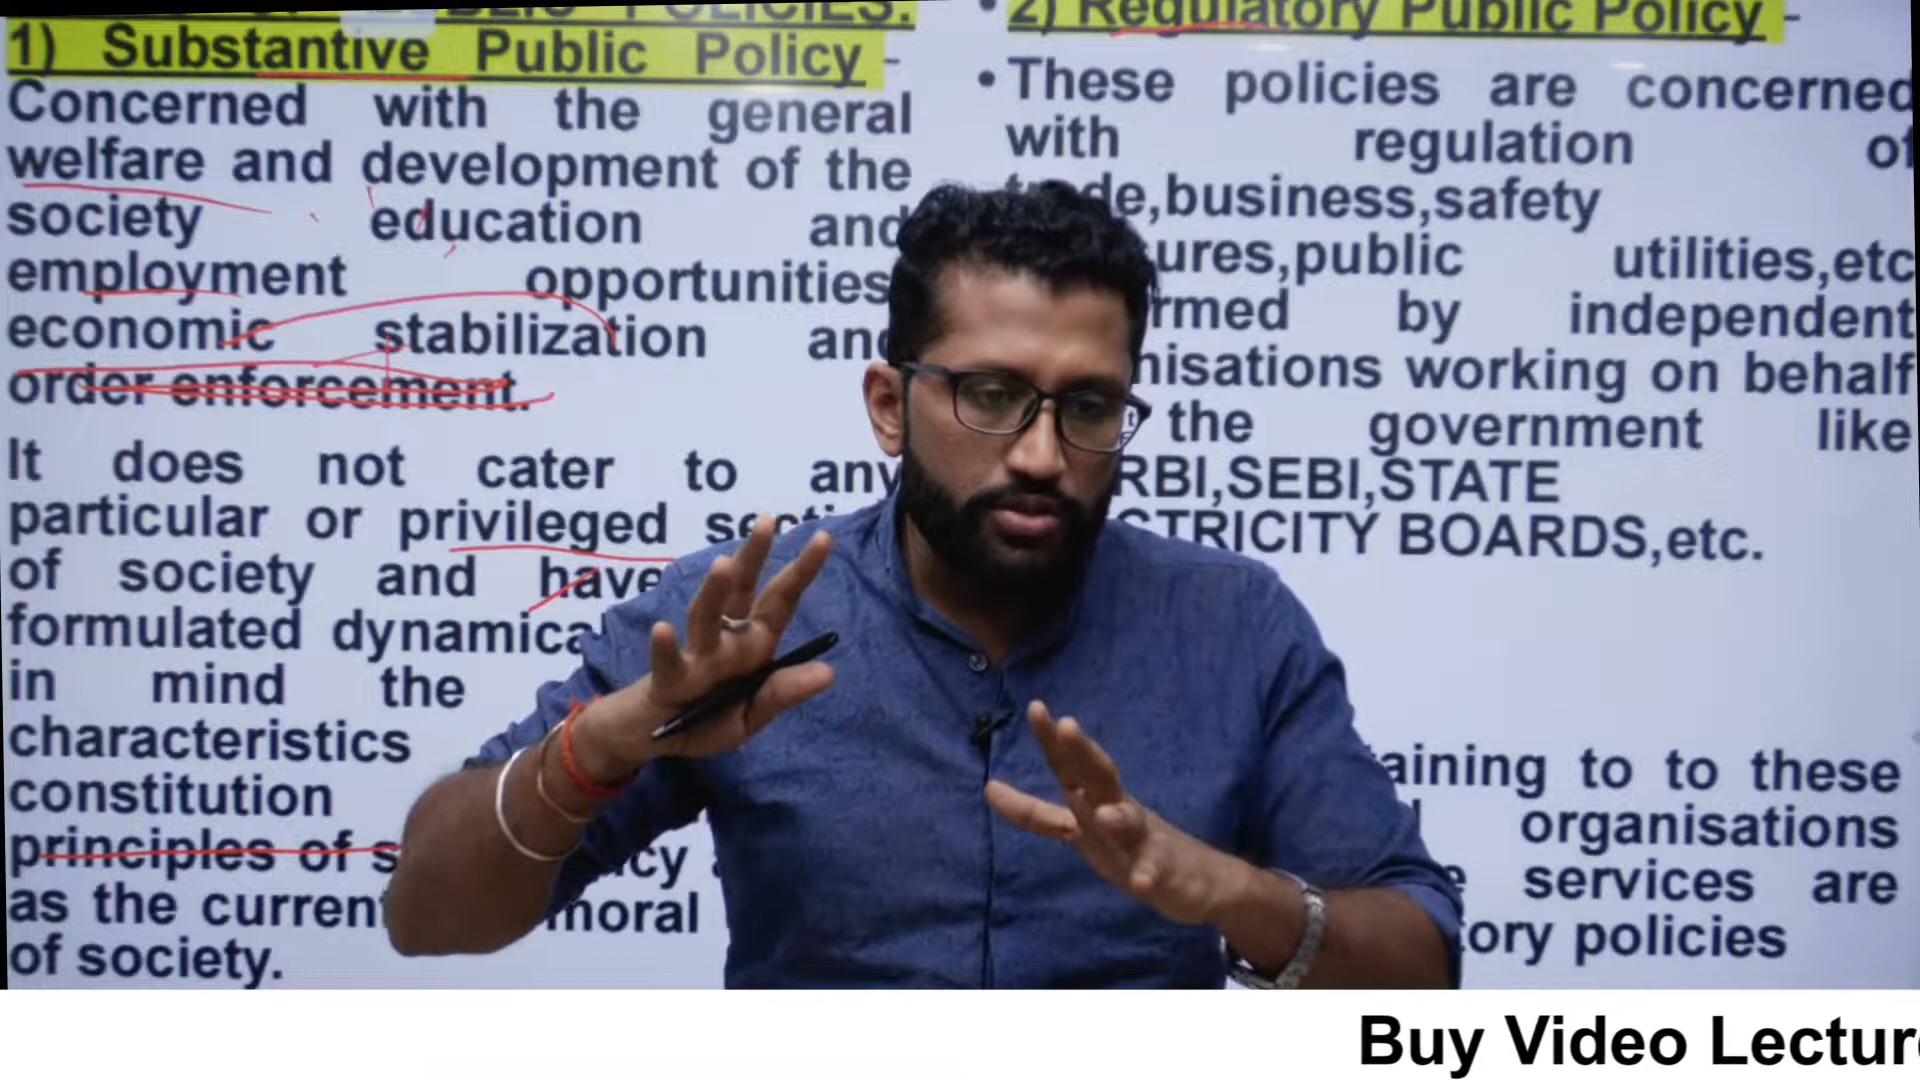 PUBLIC POLICIES:
1) Substantive Public Policy -
Concerned with the general
welfare and development of the
society education and
employment opportunities
economic stabilization and
order enforcement.
It does not cater to any
particular or privileged
of society and have
formulated
in mind the
characteristics
constitution
principles of
as the current moral
of society.
• 2) Regulatory Public Policy -
• These policies are concerned
with regulation of
,business,safety
,public utilities,etc
by independent
working on behalf
the government like
RBI,SEBI,STATE
BOARDS,etc.
to to these
organisations
services are
policies
Buy Video